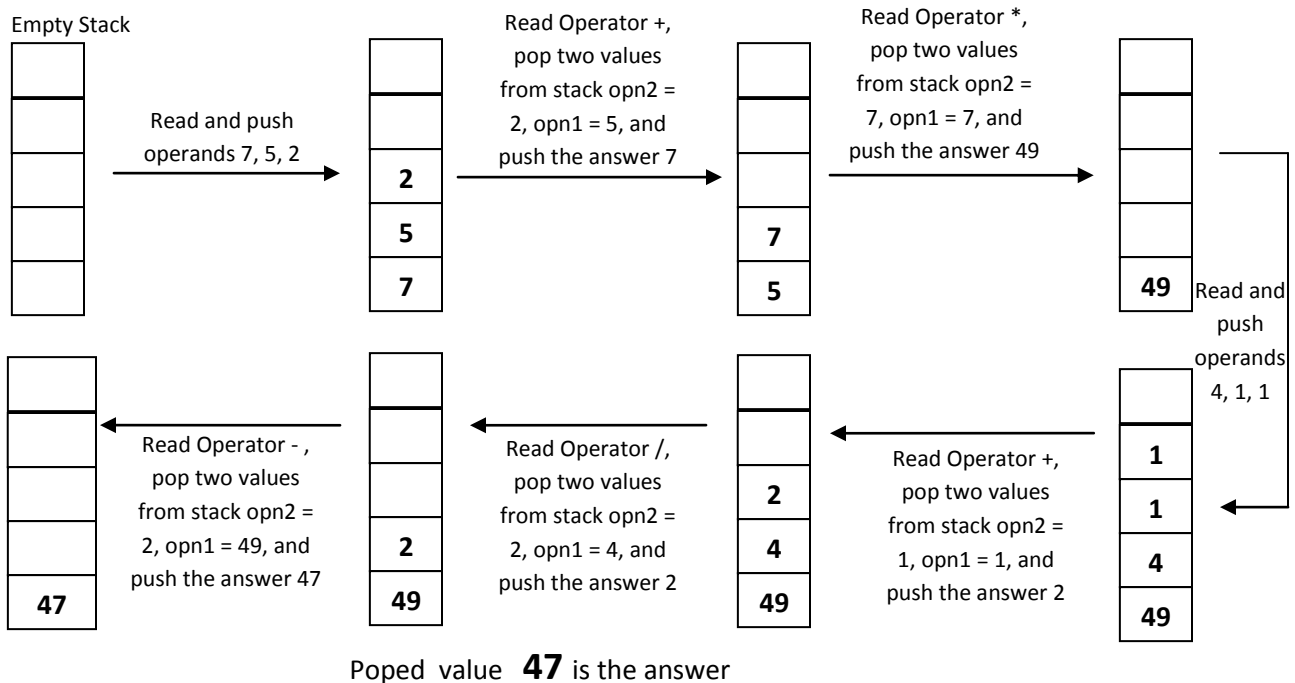 Empty Stack
Read and push
operands 7, 5, 2
2
5
7
Read Operator +,
pop two values
from stack opn2 =
2, opn1 = 5, and
push the answer 7
7
5
Read Operator *,
pop two values
from stack opn2 =
7, opn1 = 7, and
push the answer 49
49
Read and
push
operands
4, 1, 1
1
1
4
49
Read Operator +,
pop two values
from stack opn2 =
1, opn1 = 1, and
push the answer 2
2
4
49
Read Operator /,
pop two values
from stack opn2 =
2, opn1 = 4, and
push the answer 2
2
49
Read Operator - ,
pop two values
from stack opn2 =
2, opn1 = 49, and
push the answer 47
47
Poped value 47 is the answer